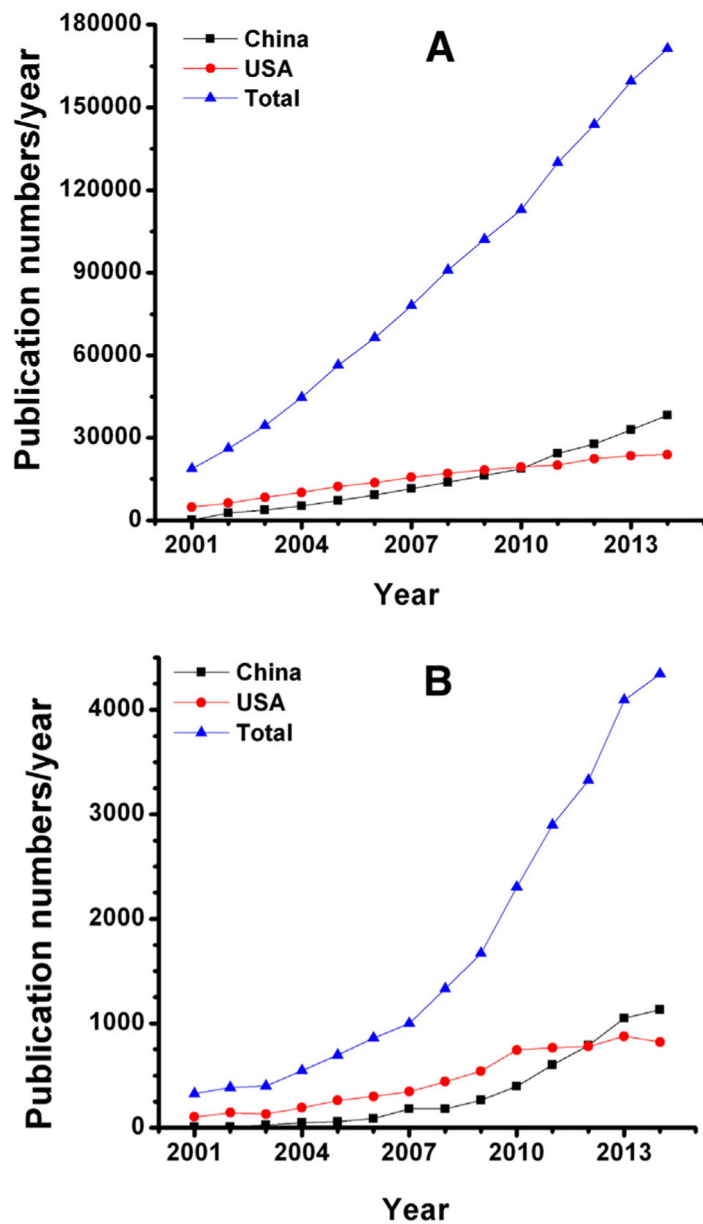 A
China
USA
Total
Publication numbers/year
180000
150000
120000
90000
60000
30000
0
2001
2004
2007
2010
2013
Year
B
China
USA
Total
Publication numbers/year
4000
3000
2000
1000
0
2001
2004
2007
2010
2013
Year